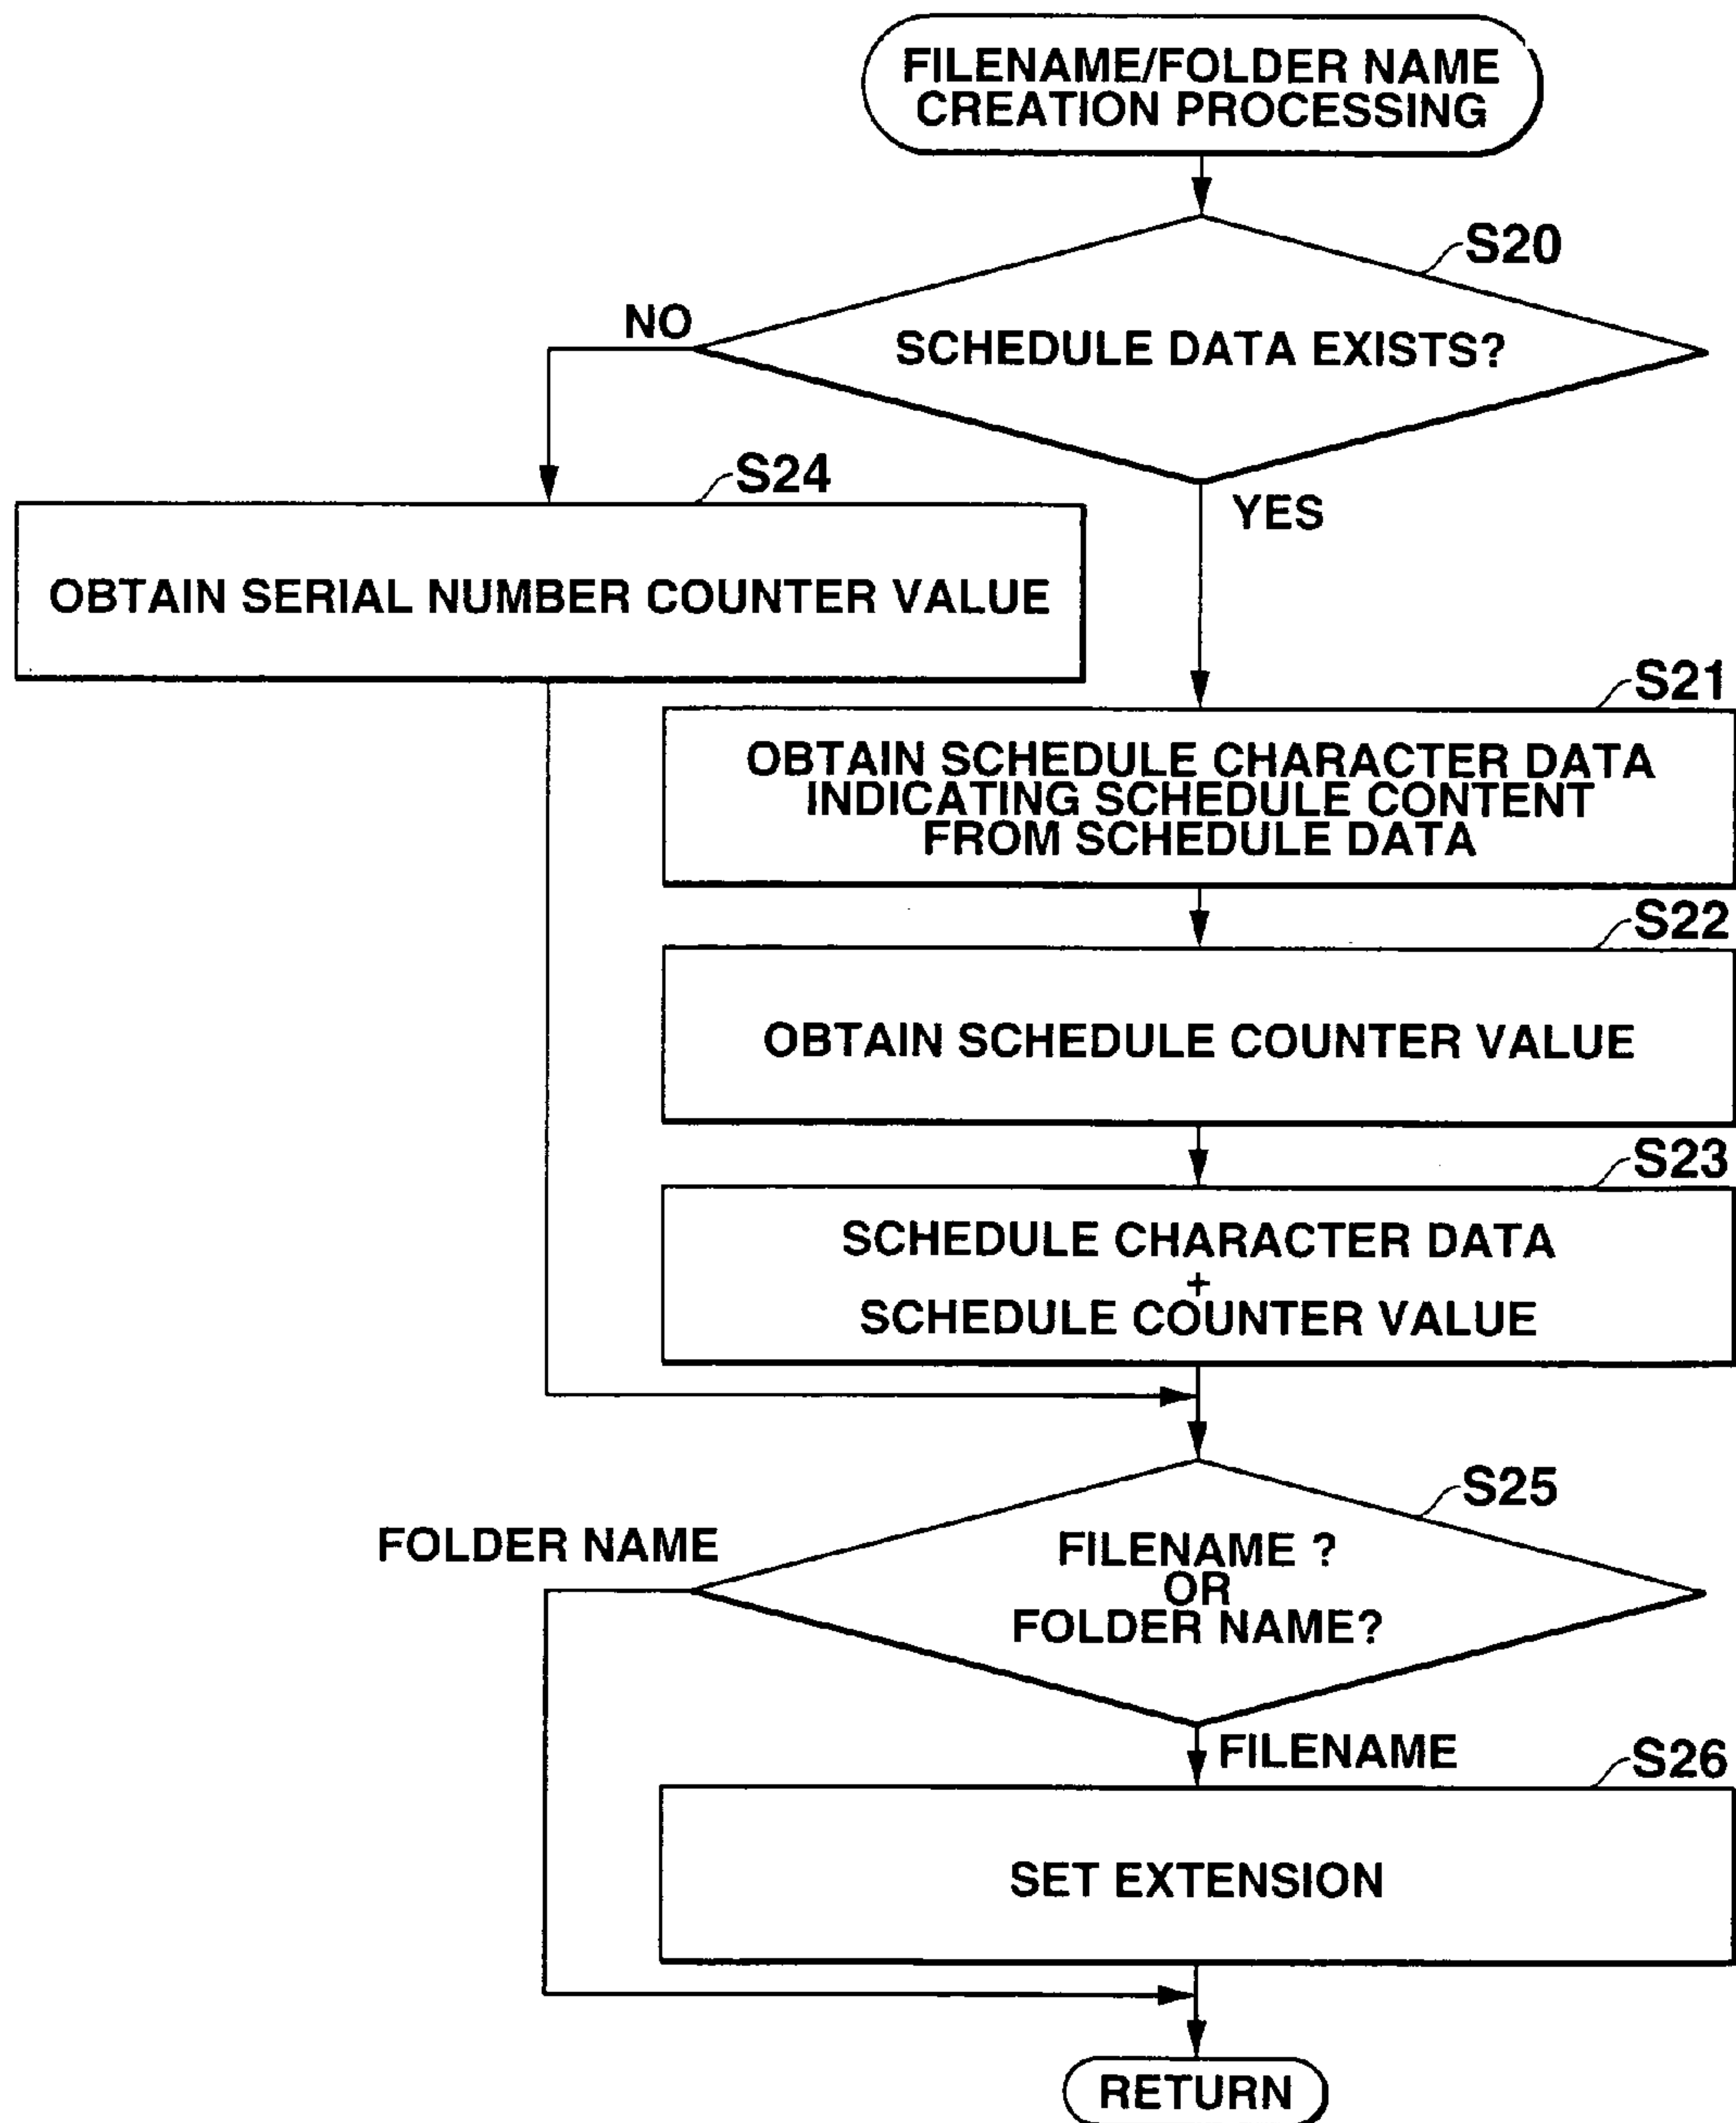 FILENAME/FOLDER NAME
CREATION PROCESSING
S20
NO
SCHEDULE DATA EXISTS?
S24
YES
OBTAIN SERIAL NUMBER COUNTER VALUE
S21
OBTAIN SCHEDULE CHARACTER DATA
INDICATING SCHEDULE CONTENT
FROM SCHEDULE DATA
S22
OBTAIN SCHEDULE COUNTER VALUE
S23
SCHEDULE CHARACTER DATA
+
SCHEDULE COUNTER VALUE
S25
FOLDER NAME
FILENAME ?
OR
FOLDER NAME?
FILENAME
S26
SET EXTENSION
RETURN